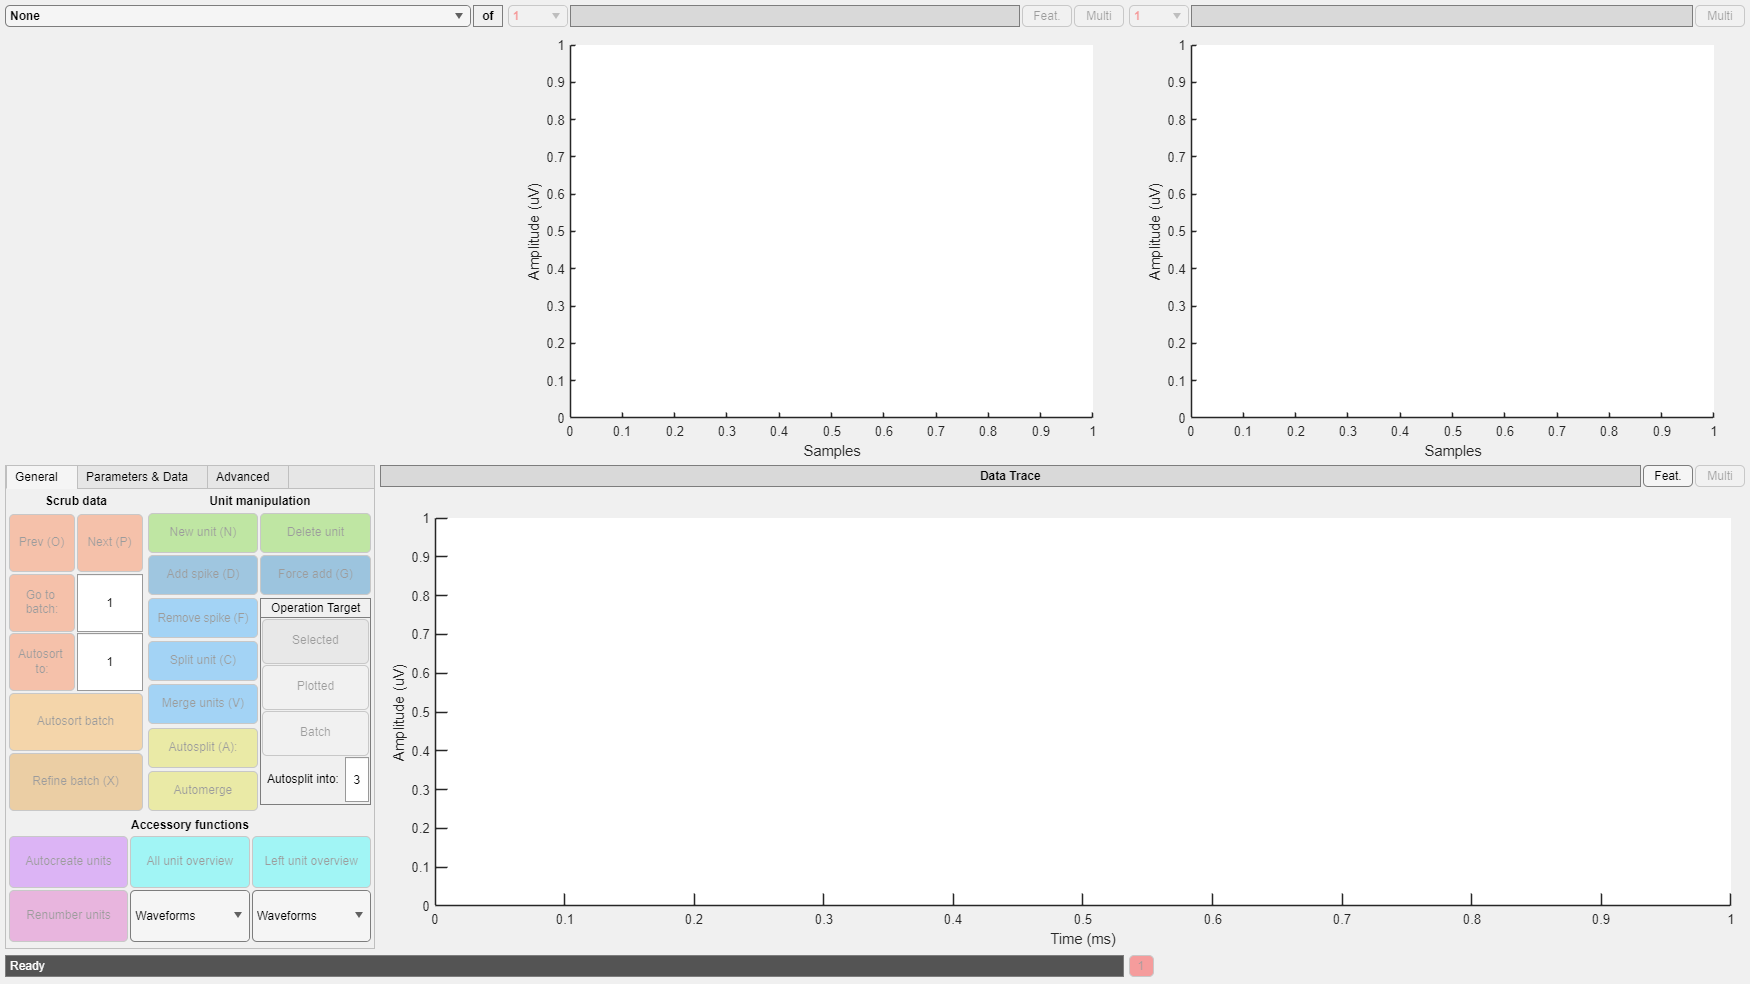 None of 1 Feat. Multi 1 Multi
1 1
0.9 0.9
0.8 0.8
0.7 0.7
0.6 0.6
0.5 0.5
0.4 0.4
0.3 0.3
0.2 0.2
0.1 0.1
0 0
Amplitude (uV) Amplitude (uV)
0 0.1 0.2 0.3 0.4 0.5 0.6 0.7 0.8 0.9 1 0 0.1 0.2 0.3 0.4 0.5 0.6 0.7 0.8 0.9 1
Samples Samples
General Parameters & Data Advanced
Scrub data Unit manipulation
Prev (O) Next (P)
Go to
batch:
1
Autosort
to:
1
Autosort batch
Refine batch (X)
New unit (N) Delete unit
Add spike (D) Force add (G)
Remove spike (F)
Split unit (C)
Merge units (V)
Autosplit (A):
Automerge
Operation Target
Selected
Plotted
Batch
Autosplit into: 3
Accessory functions
Autocreate units All unit overview Left unit overview
Renumber units Waveforms Waveforms
Data Trace Feat. Multi
1
0.9
0.8
0.7
0.6
0.5
0.4
0.3
0.2
0.1
0
Amplitude (uV)
0 0.1 0.2 0.3 0.4 0.5 0.6 0.7 0.8 0.9 1
Time (ms)
Ready 1